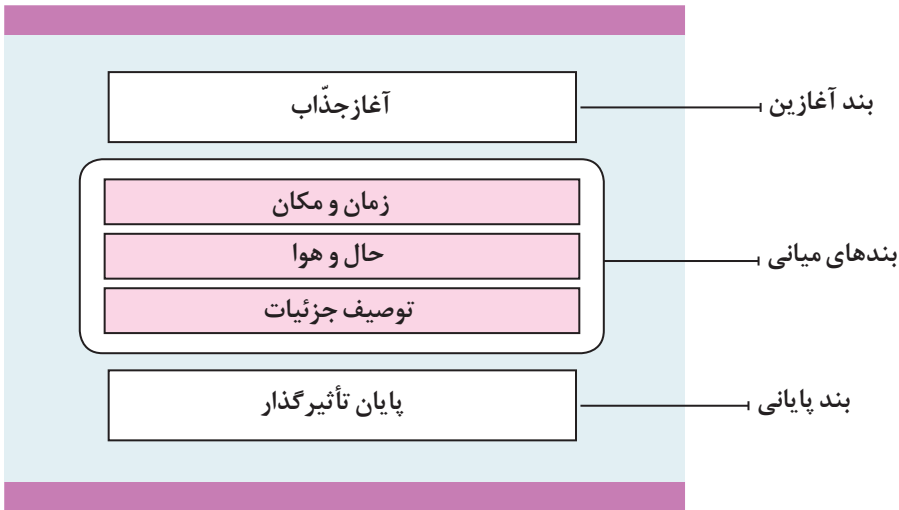 بند آغازین
آغاز جذّاب
بندهای میانی
زمان و مکان
حال و هوا
توصیف جزئیات
بند پایانی
پایان تأثیرگذار